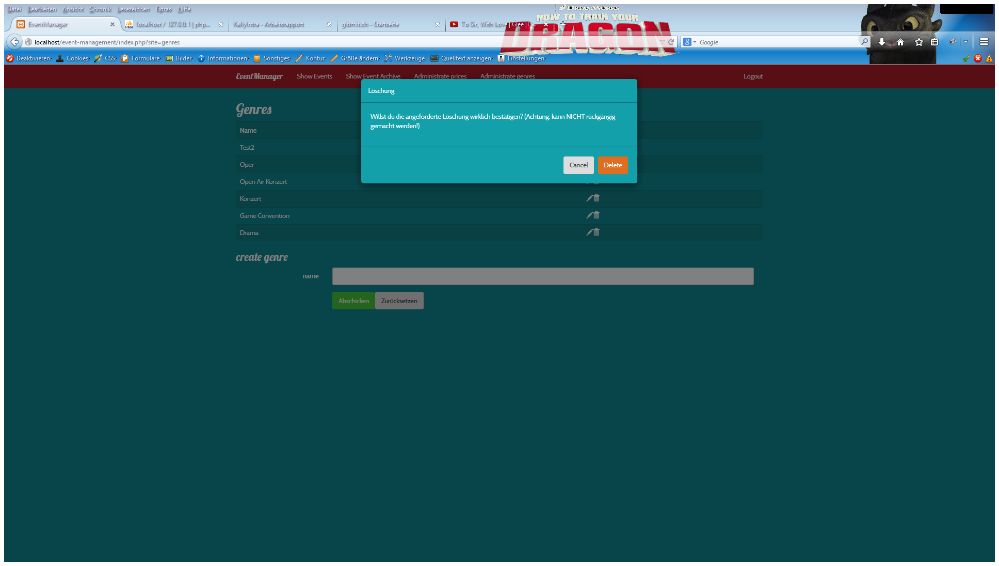 Datei Bearbeiten Ansicht Chronik Lesezeichen Extras Hilfe
DREAMWORKS
HOW TO TRAIN YOUR
DRAGON
EventManager
localhost / 127.0.0.1 | php...
KallyIntra - Arbeitsrapport
gibmit.ch - Startseite
To Sir, With Love | Glee [H...
localhost/event-management/index.php?site=genres
Google
Deaktivieren Cookies CSS Formulare Bilder Informationen Sonstiges Kontur Größe ändern Werkzeuge Quelltext anzeigen Einstellungen
EventManager Show Events Show Event Archive Administrate prices Administrate genres Logout
Löschung
Willst du die angeforderte Löschung wirklich bestätigen? (Achtung: kann NICHT rückgängig
gemacht werden!)
Cancel Delete
Genres
Name
Test2
Oper
Open Air Konzert
Konzert
Game Convention
Drama
create genre
name
Abschicken Zurücksetzen